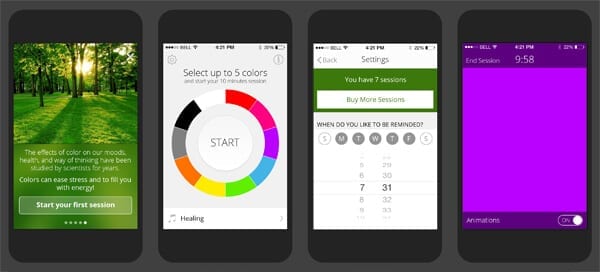 The effects of color on our moods,
health, and way of thinking have been
studied by scientists for years.
Colors can ease stress and to fill you
with energy!
Start your first session
BELL 4:21 PM 22%
Select up to 5 colors
and start your 10 minutes session
START
Healing
BELL 4:21 PM 22%
Back Settings
You have 7 sessions
Buy More Sessions
WHEN DO YOU LIKE TO BE REMINDED?
S M T W T F S
28
5 29
6 30
7 31
8 32
9 33
BELL 4:21 PM 22%
End Session 9:58
Animations ON